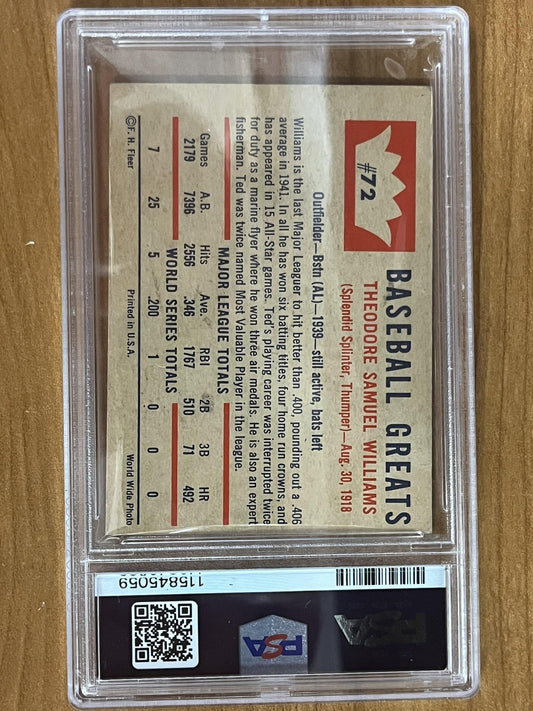 #72
BASEBALL GREATS
THEODORE SAMUEL WILLIAMS
(Splendid Splinter, Thumper)—Aug. 30, 1918
Outfielder—Bstn (AL)—1939—still active, bats left
Williams is the last Major Leaguer to hit better than .400, pounding out a .406
average in 1941. In all he has won six batting titles, four home run crowns, and
has appeared in 15 All-Star games. Ted's playing career was interrupted twice
for duty as a marine flyer where he won three air medals. He is also an expert
fisherman. Ted was twice named Most Valuable Player in the league.
MAJOR LEAGUE TOTALS
Games A.B. Hits Ave. RBI 2B 3B HR
2179 7396 2556 .346 1767 510 71 492
WORLD SERIES TOTALS
7 25 5 .200 1 0 0 0
©F. H. Fleer Printed in U.S.A. World Wide Photo
115845059
PSA
PSA